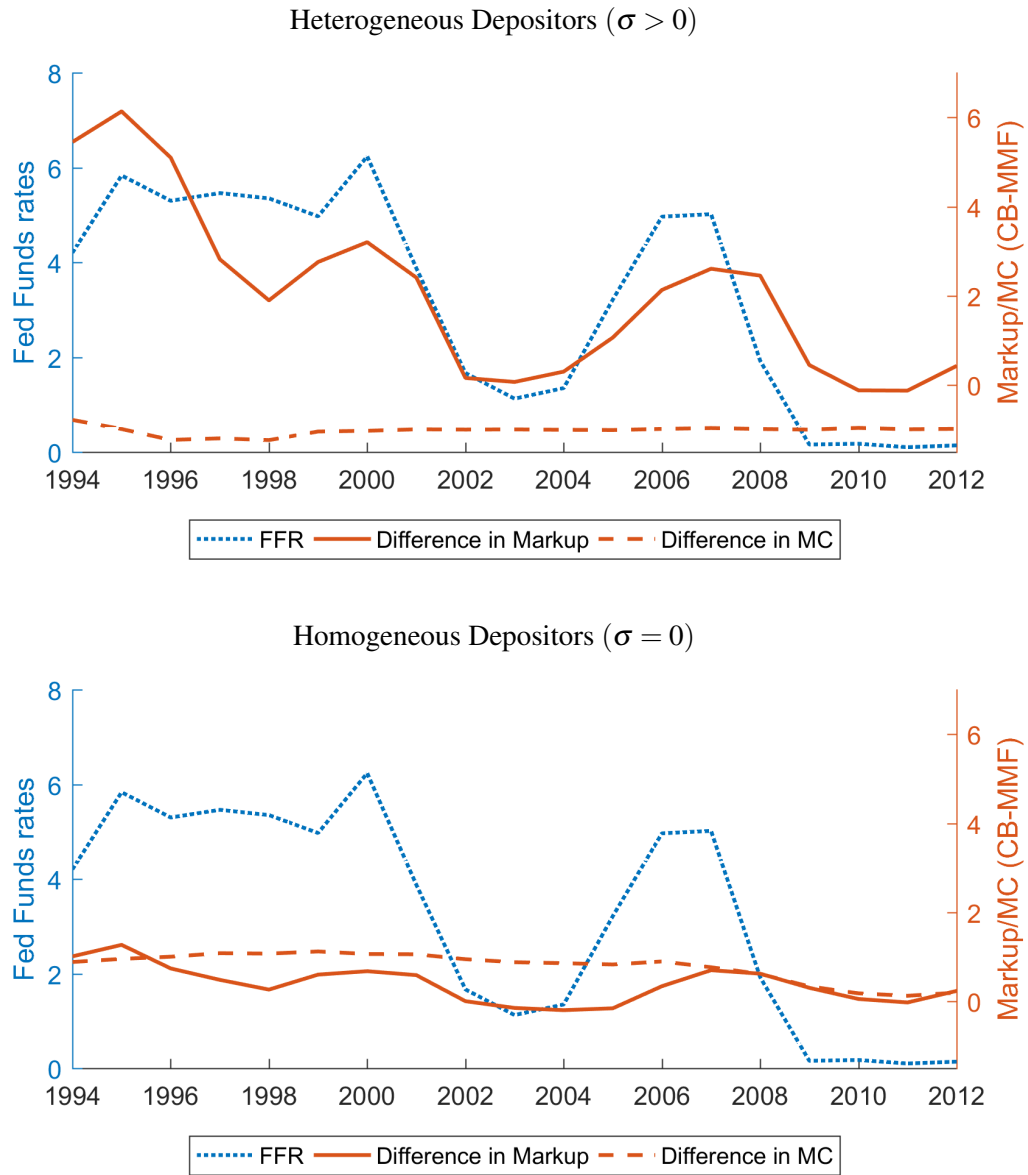 Heterogeneous Depositors (σ > 0)
8
6
4
2
0
Fed Funds rates
6
4
2
0
Markup/MC (CB-MMF)
1994 1996 1998 2000 2002 2004 2006 2008 2010 2012
FFR Difference in Markup Difference in MC
Homogeneous Depositors (σ = 0)
8
6
4
2
0
Fed Funds rates
6
4
2
0
Markup/MC (CB-MMF)
1994 1996 1998 2000 2002 2004 2006 2008 2010 2012
FFR Difference in Markup Difference in MC